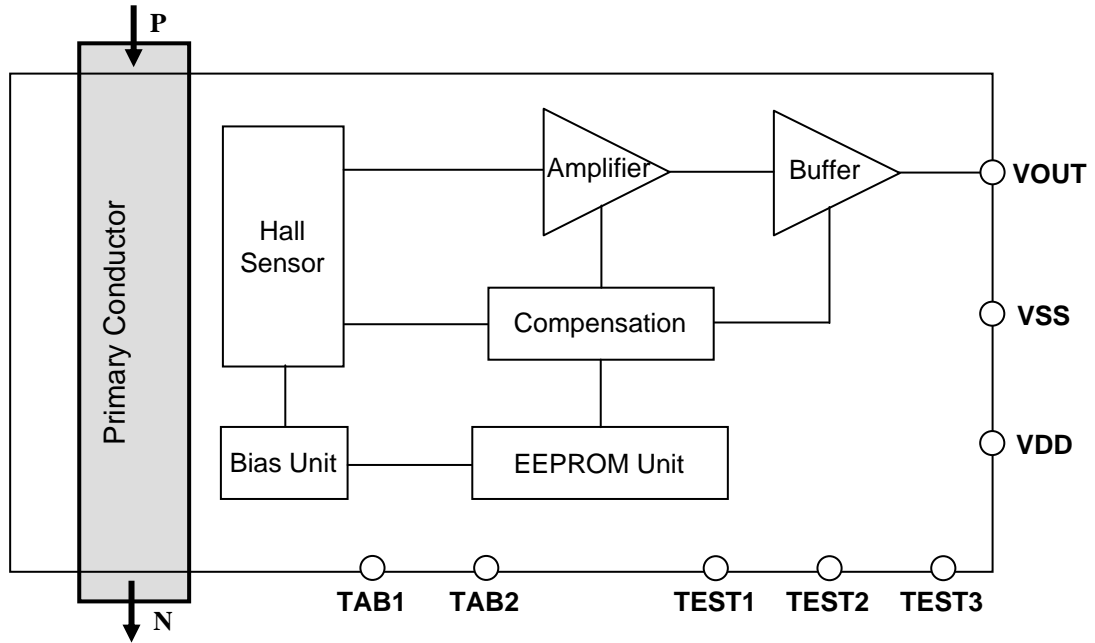 P
Primary Conductor
Hall
Sensor
Amplifier
Buffer
VOUT
Compensation
VSS
Bias Unit
EEPROM Unit
VDD
TAB1
TAB2
TEST1
TEST2
TEST3
N